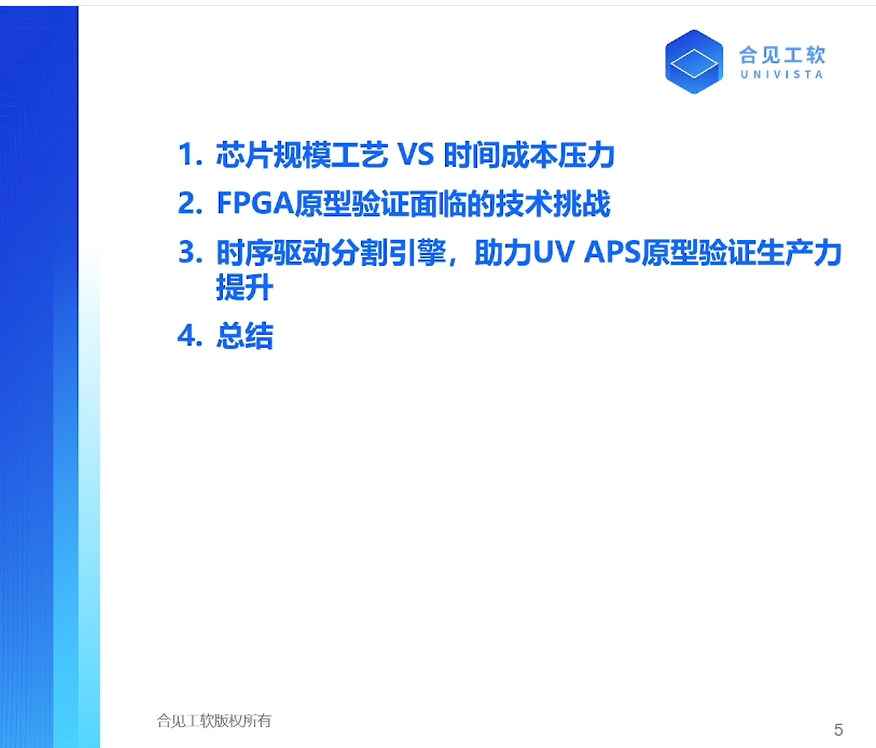 合见工软
UNIVISTA
1. 芯片规模工艺 VS 时间成本压力
2. FPGA原型验证面临的技术挑战
3. 时序驱动分割引擎，助力UV APS原型验证生产力
提升
4. 总结
合见工软版权所有
5